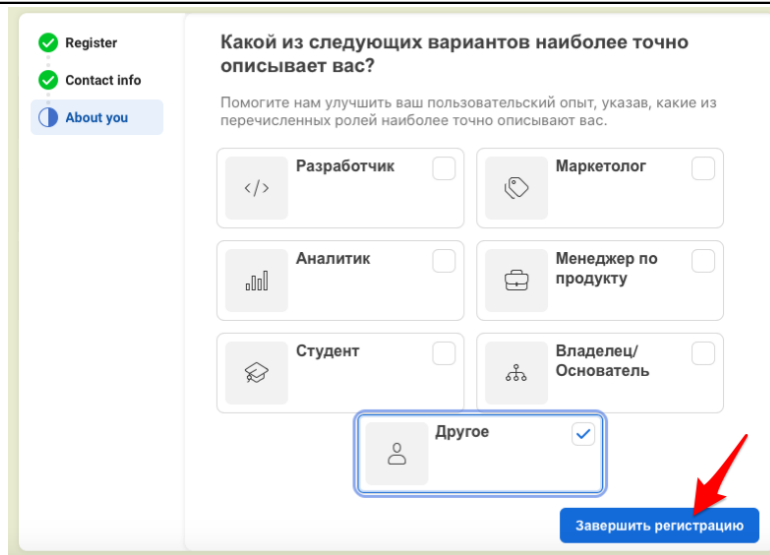 Register
Contact info
About you
Какой из следующих вариантов наиболее точно
описывает вас?
Помогите нам улучшить ваш пользовательский опыт, указав, какие из
перечисленных ролей наиболее точно описывают вас.
Разработчик
Маркетолог
Аналитик
Менеджер по
продукту
Студент
Владелец/
Основатель
Другое
Завершить регистрацию